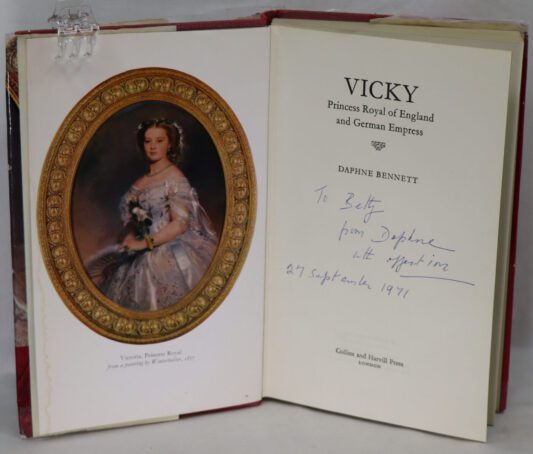 Victoria, Princess Royal
from a painting by Winterhalter, 1857
VICKY
Princess Royal of England
and German Empress
DAPHNE BENNETT
To Betty
from Daphne
with affection
27 September 1971
Collins and Harvill Press
LONDON